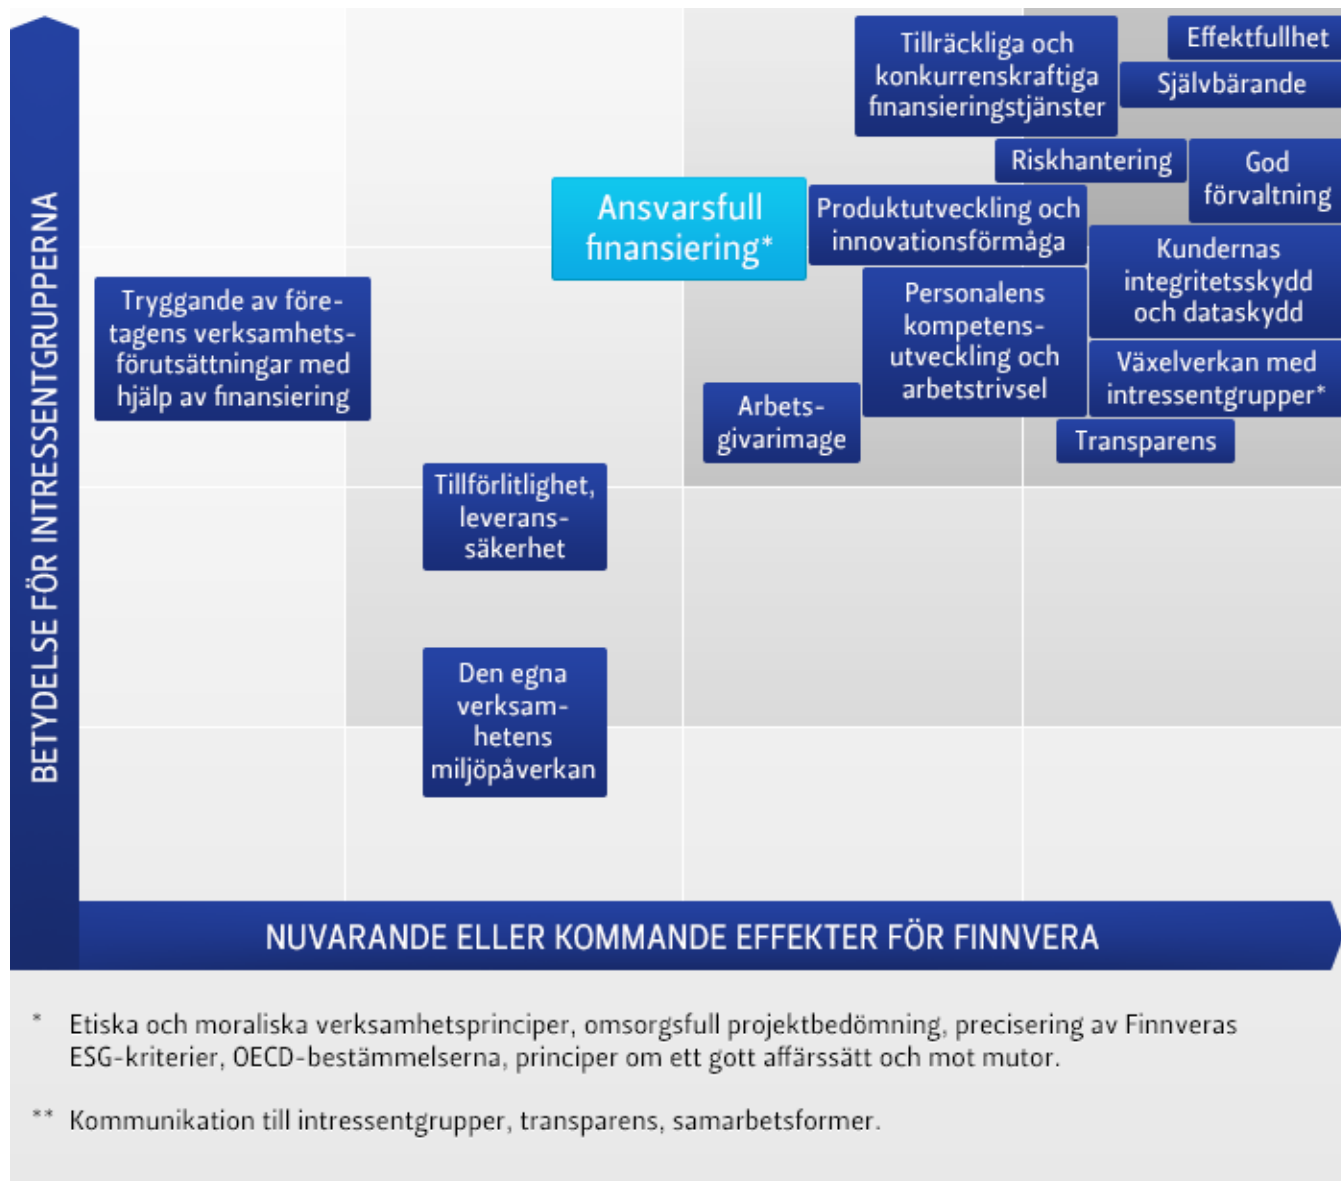 BETYDELSE FÖR INTRESSENTGRUPPERNA
Effektfullhet
Tillräckliga och
konkurrenskraftiga
finansieringstjänster
Självbärande
Riskhantering
God
förvaltning
Ansvarsfull
finansiering*
Produktutveckling och
innovationsförmåga
Kundernas
integritetsskydd
och dataskydd
Tryggande av före-
tagens verksamhets-
förutsättningar med
hjälp av finansiering
Personalens
kompetens-
utveckling och
arbetstrivsel
Växelverkan med
intressentgrupper*
Arbets-
givarimage
Transparens
Tillförlitlighet,
leverans-
säkerhet
Den egna
verksam-
hetens
miljöpåverkan
NUVARANDE ELLER KOMMANDE EFFEKTER FÖR FINNVERA
* Etiska och moraliska verksamhetsprinciper, omsorgsfull projektbedömning, precisering av Finnveras
ESG-kriterier, OECD-bestämmelserna, principer om ett gott affärssätt och mot mutor.
** Kommunikation till intressentgrupper, transparens, samarbetsformer.